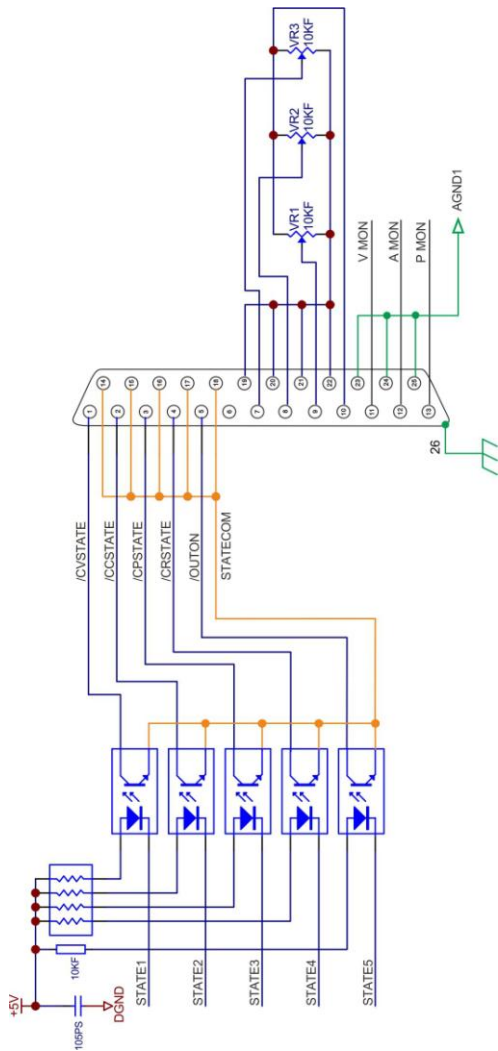 +5V
105PS
DGND
10KF
STATE1
STATE2
STATE3
STATE4
STATE5
/CVSTATE
/CCSTATE
/CPSTATE
/CRSTATE
/OUTON
STATECOM
1
2
3
4
5
6
7
8
9
10
11
12
13
14
15
16
16
17
18
19
20
21
22
23
24
25
26
VR1
10KF
VR2
10KF
VR3
10KF
V MON
A MON
P MON
AGND1